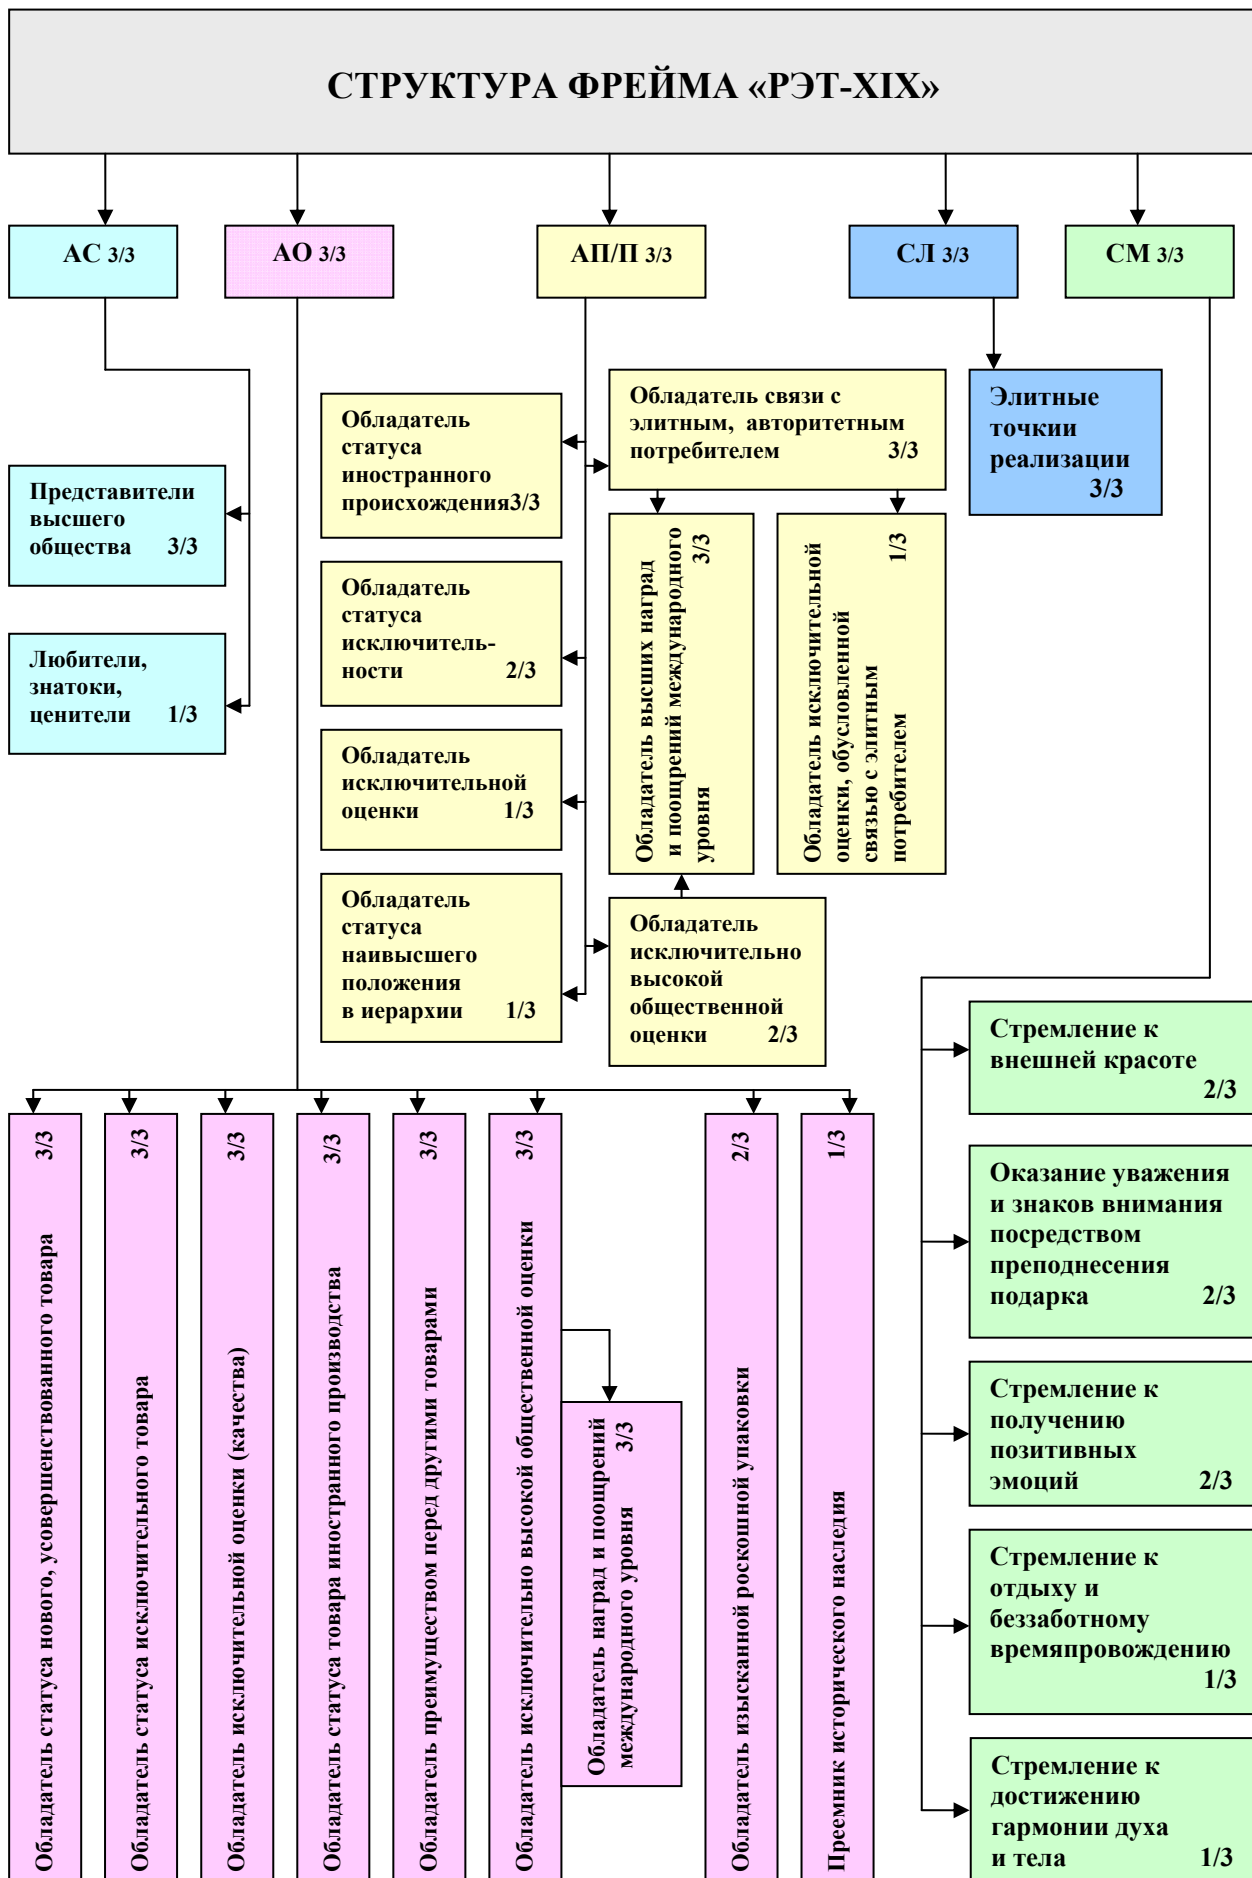 СТРУКТУРА ФРЕЙМА «РЭТ-XIX»
АС 3/3
АО 3/3
АП/П 3/3
СЛ 3/3
СМ 3/3
Представители
высшего
общества 3/3
Любители,
знатоки,
ценители 1/3
Обладатель
статуса
иностранного
происхождения3/3
Обладатель
статуса
исключитель-
ности 2/3
Обладатель
исключительной
оценки 1/3
Обладатель
статуса
наивысшего
положения
в иерархии 1/3
Обладатель связи с
элитным, авторитетным
потребителем 3/3
Обладатель высших наград
и поощрений международного
уровня 3/3
Обладатель исключительной
оценки, обусловленной
связью с элитным
потребителем 1/3
Обладатель
исключительно
высокой
общественной
оценки 2/3
Элитные
точкии
реализации
3/3
Стремление к
внешней красоте
2/3
Оказание уважения
и знаков внимания
посредством
преподнесения
подарка 2/3
Стремление к
получению
позитивных
эмоций 2/3
Стремление к
отдыху и
беззаботному
времяпровождению
1/3
Стремление к
достижению
гармонии духа
и тела 1/3
Обладатель статуса нового, усовершенствованного товара 3/3
Обладатель статуса исключительного товара 3/3
Обладатель исключительной оценки (качества) 3/3
Обладатель статуса товара иностранного производства 3/3
Обладатель преимуществом перед другими товарами 3/3
Обладатель исключительно высокой общественной оценки 3/3
Обладатель наград и поощрений
международного уровня 3/3
Обладатель изысканной роскошной упаковки 2/3
Преемник исторического наследия 1/3